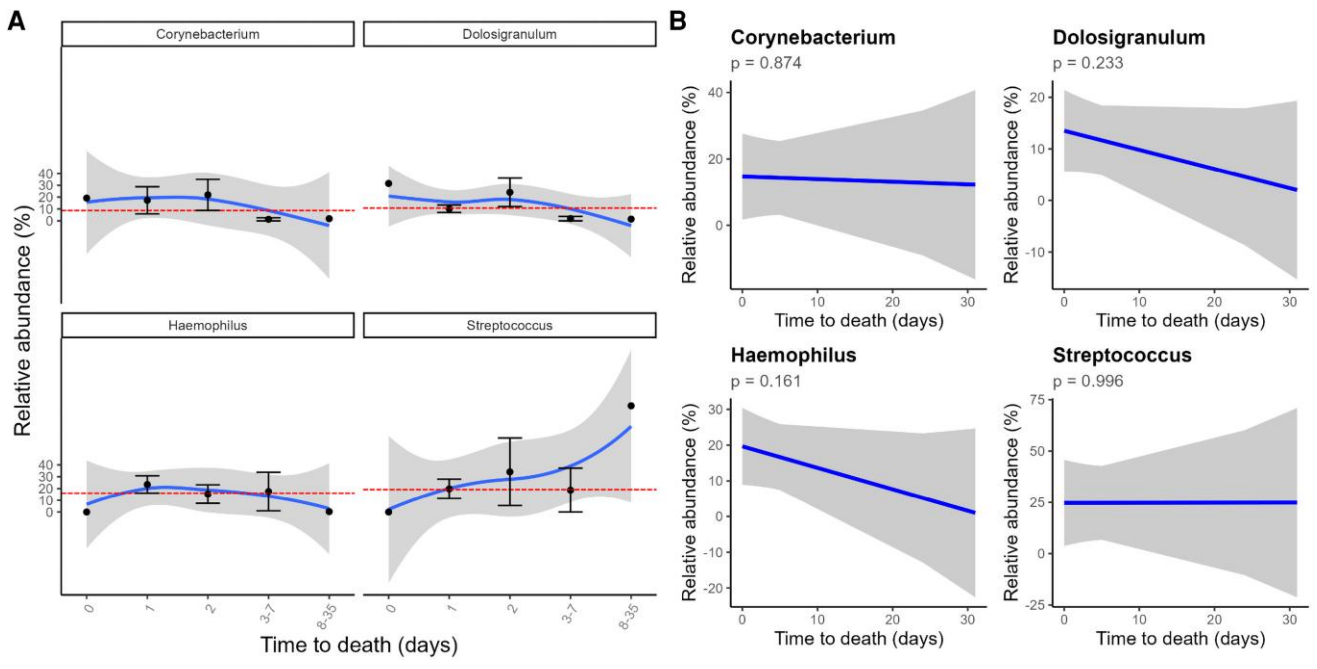 A
Corynebacterium
Dolosigranulum
40
30
20
10
0
Haemophilus
Streptococcus
40
30
20
10
0
Relative abundance (%)
0
1
2
3-7
8-35
0
1
2
3-7
8-35
Time to death (days)
B
Corynebacterium
p = 0.874
40
20
0
Relative abundance (%)
0
10
20
30
Time to death (days)
Dolosigranulum
p = 0.233
20
10
0
-10
Relative abundance (%)
0
10
20
30
Time to death (days)
Haemophilus
p = 0.161
30
20
10
0
-10
-20
Relative abundance (%)
0
10
20
30
Time to death (days)
Streptococcus
p = 0.996
75
50
25
0
-25
Relative abundance (%)
0
10
20
30
Time to death (days)